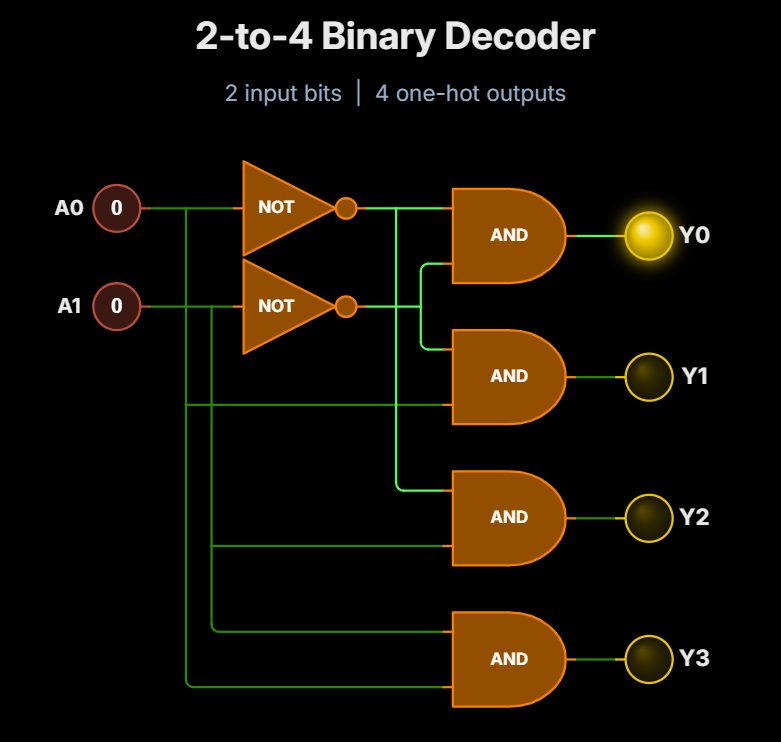 2-to-4 Binary Decoder
2 input bits | 4 one-hot outputs
A0 0 NOT AND Y0
A1 0 NOT
AND Y1
AND Y2
AND Y3